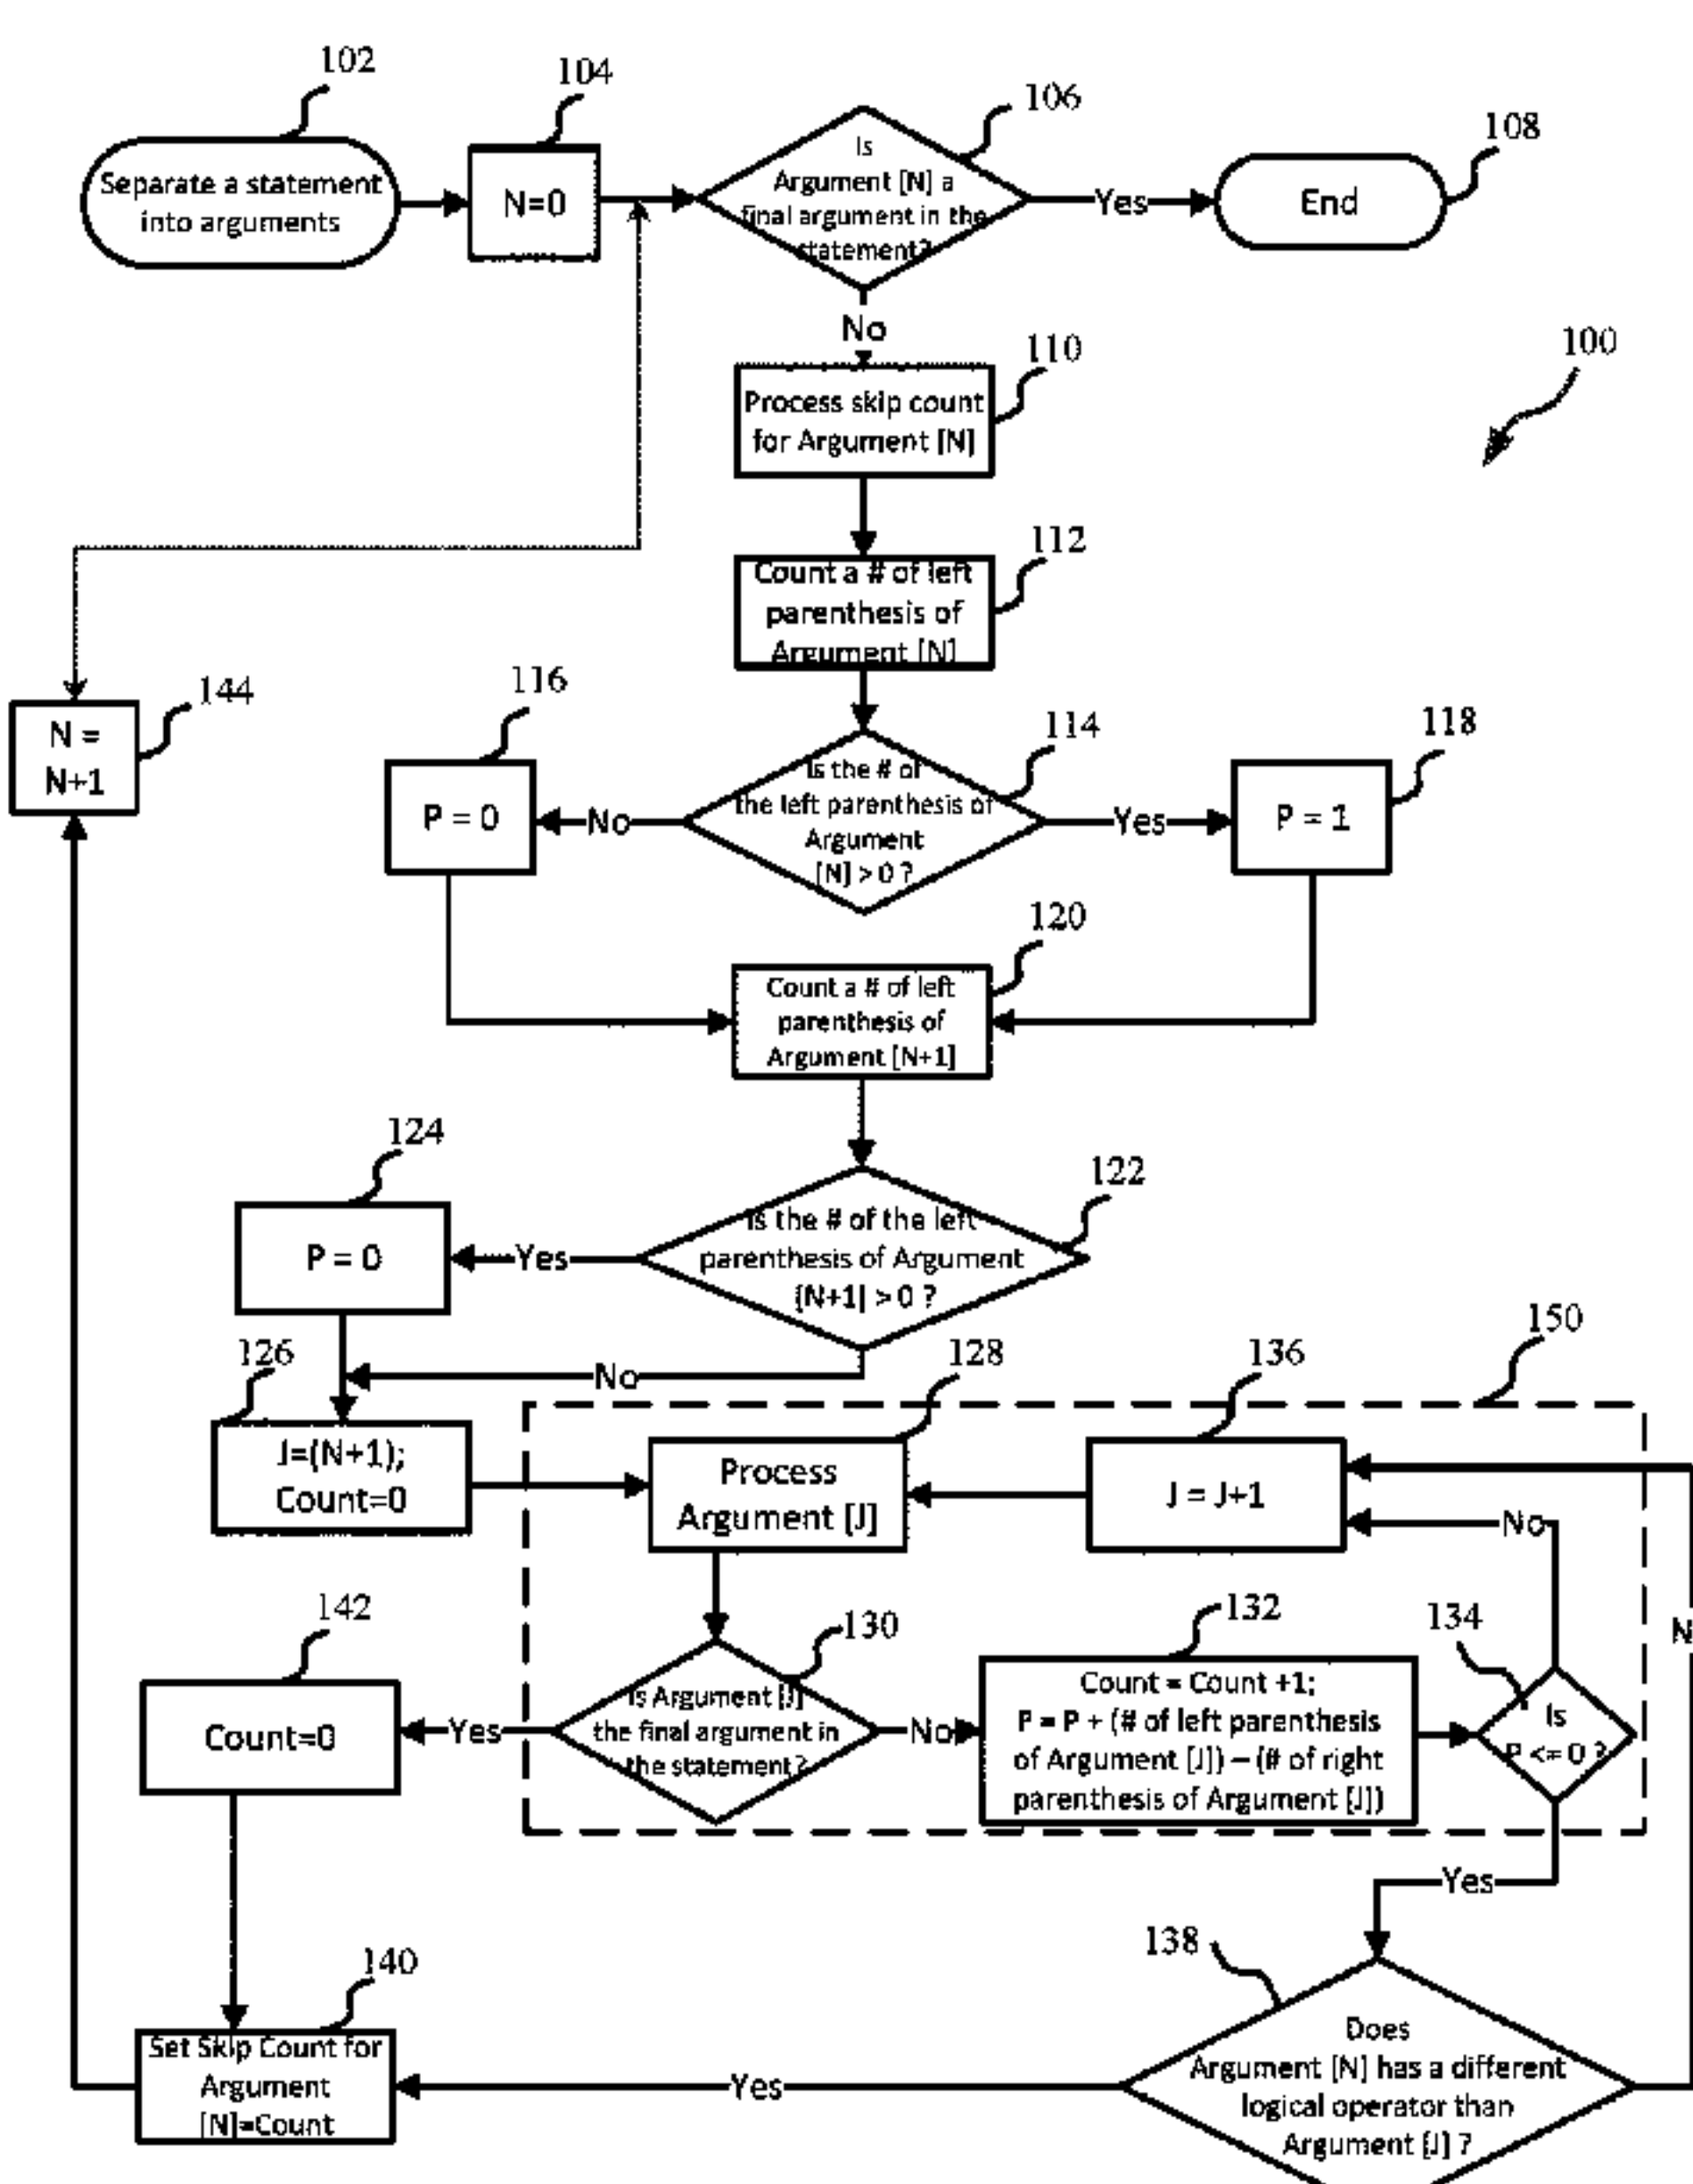 102
104
106
108
Separate a statement
into arguments
N=0
Is
Argument [N] a
final argument in the
statement?
Yes
End
No
100
110
Process skip count
for Argument [N]
112
Count a # of left
parenthesis of
Argument [N]
144
N =
N+1
116
P = 0
No
114
Is the # of
the left parenthesis of
Argument
[N] > 0 ?
Yes
118
P = 1
120
Count a # of left
parenthesis of
Argument [N+1]
124
P = 0
Yes
122
Is the # of the left
parenthesis of Argument
[N+1] > 0 ?
No
126
J=(N+1);
Count=0
128
Process
Argument [J]
136
J = J+1
150
No
142
Count=0
Yes
130
Is Argument [J]
the final argument in
the statement?
No
132
Count = Count +1;
P = P + (# of left parenthesis
of Argument [J]) – (# of right
parenthesis of Argument [J])
134
Is
P <= 0 ?
N
Yes
138
Does
Argument [N] has a different
logical operator than
Argument [J] ?
Yes
140
Set Skip Count for
Argument
[N]=Count